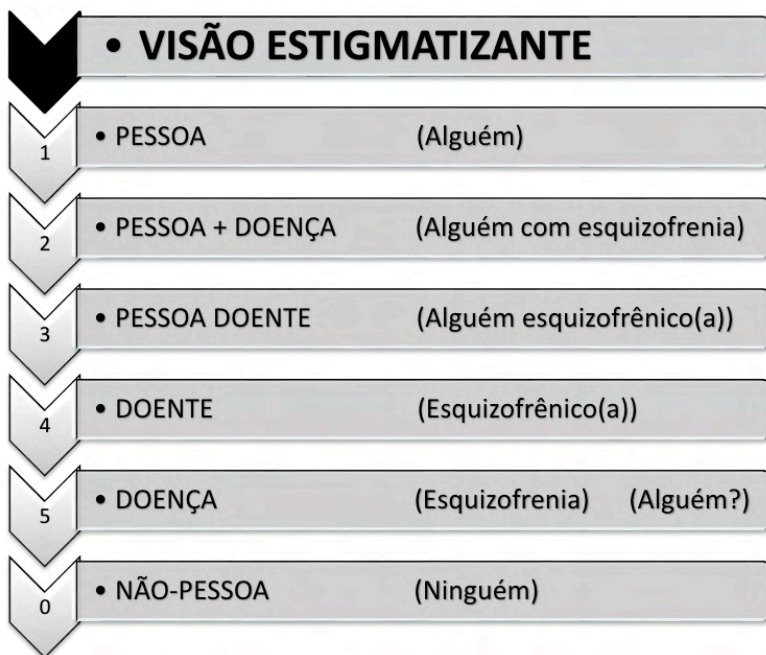 • VISÃO ESTIGMATIZANTE
1 • PESSOA (Alguém)
2 • PESSOA + DOENÇA (Alguém com esquizofrenia)
3 • PESSOA DOENTE (Alguém esquizofrênico(a))
4 • DOENTE (Esquizofrênico(a))
5 • DOENÇA (Esquizofrenia) (Alguém?)
0 • NÃO-PESSOA (Ninguém)